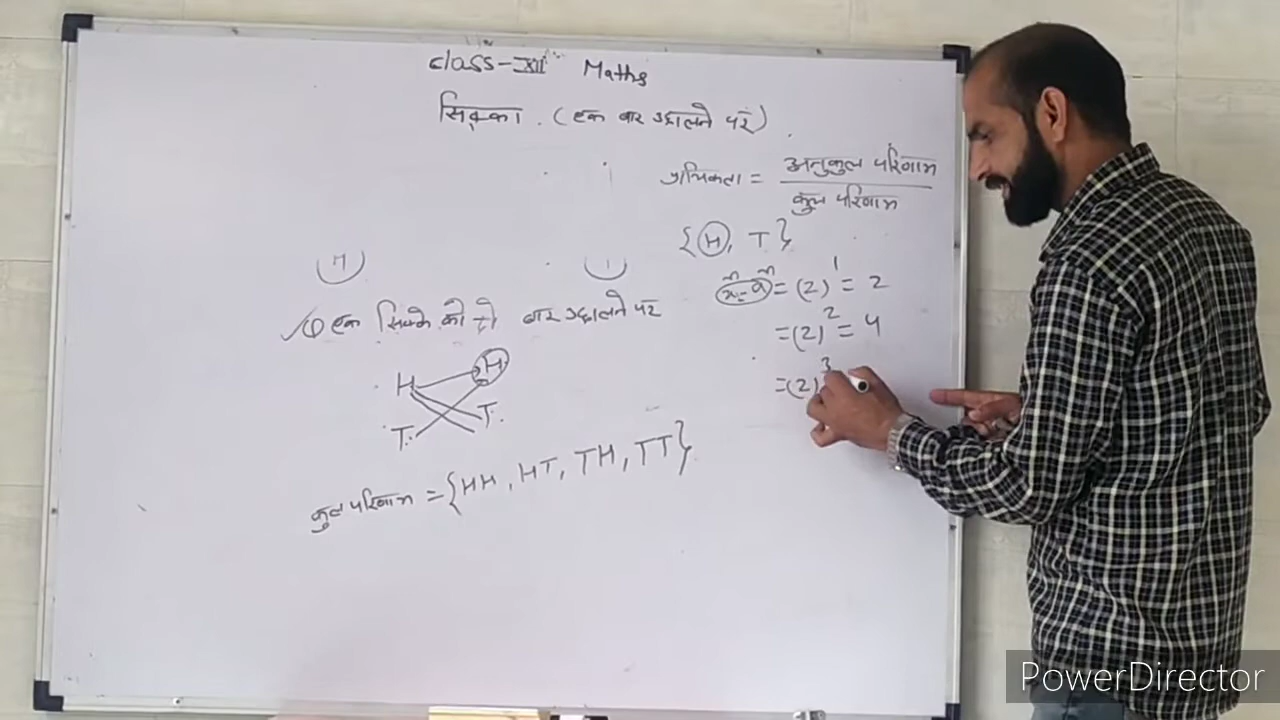 Class-XII Maths
सिक्का. (एक बार उछालने पर).
प्रायिकता = अनुकुल परिणाम
कुल परिणाम
{H, T}
= (2)¹ = 2
H
एक सिक्के को दो बार उछालने पर
= (2)² = 4
= (2)³
H H
T T
कुल परिणाम = {HH, HT, TH, TT}
PowerDirector